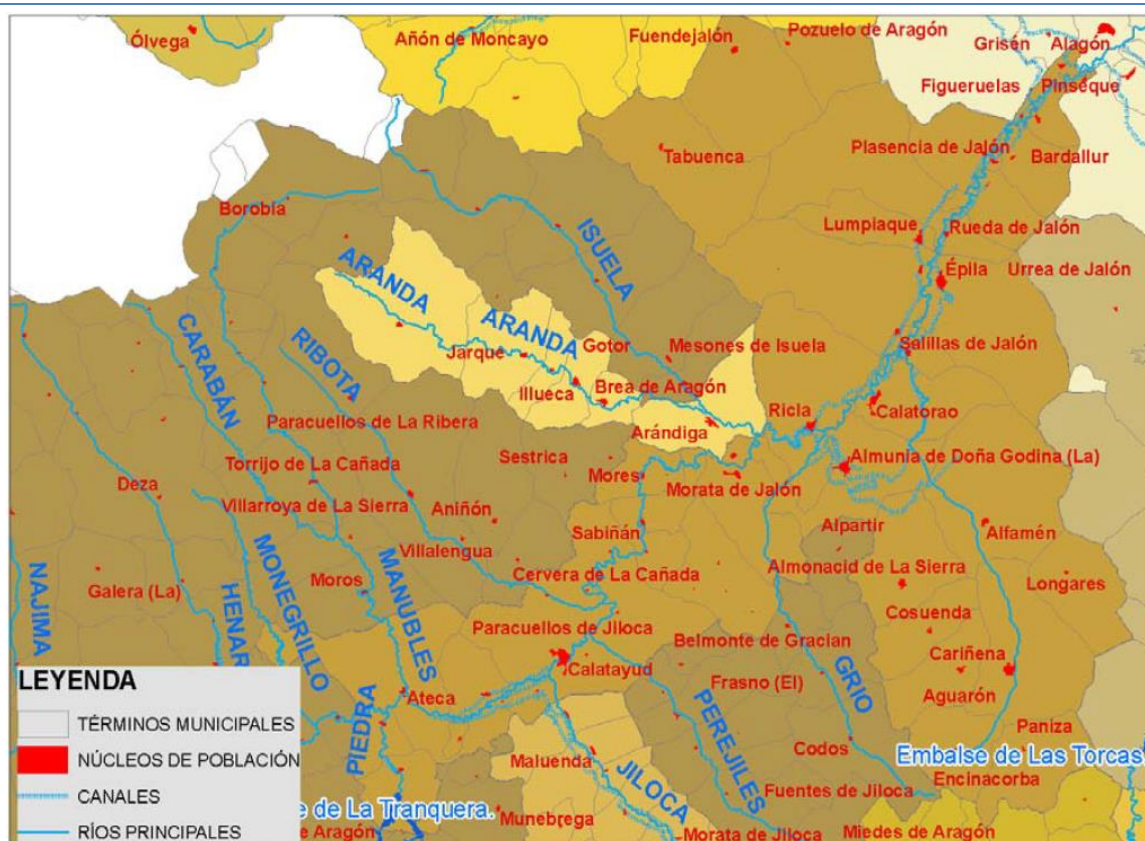 Ólvega
Añón de Moncayo
Fuendejalón
Pozuelo de Aragón
Grisén
Alagón
Figueruelas
Pinseque
Tabuenca
Plasencia de Jalón
Bardallur
Borobia
Lumpiaque
Rueda de Jalón
ISUELA
Épila
Urrea de Jalón
ARANDA
ARANDA
CARABÁN
RIBOTA
Jarque
Gotor
Mesones de Isuela
Salillas de Jalón
Illueca
Brea de Aragón
Ricla
Calatorao
Paracuellos de La Ribera
Arándiga
Sestrica
Torrijo de La Cañada
Mores
Morata de Jalón
Almunia de Doña Godina (La)
Deza
Villarroya de La Sierra
Aniñón
Sabiñán
Alpartir
Alfamén
Villalengua
Moros
Cervera de La Cañada
Almonacid de La Sierra
Longares
Galera (La)
NAJIMA
HENAR
MONEGRILLO
MANUBLES
Cosuenda
Paracuellos de Jiloca
Belmonte de Gracian
GRIO
Cariñena
Calatayud
Frasno (El)
Aguarón
Ateca
PIEDRA
PEREJILES
Paniza
Codos
Embalse de Las Torcas
Maluenda
JILOCA
Encinacorba
Fuentes de Jiloca
e de La Tranquera.
Munebrega
de Aragón
Morata de Jiloca
Miedes de Aragón
LEYENDA
TÉRMINOS MUNICIPALES
NÚCLEOS DE POBLACIÓN
CANALES
RÍOS PRINCIPALES